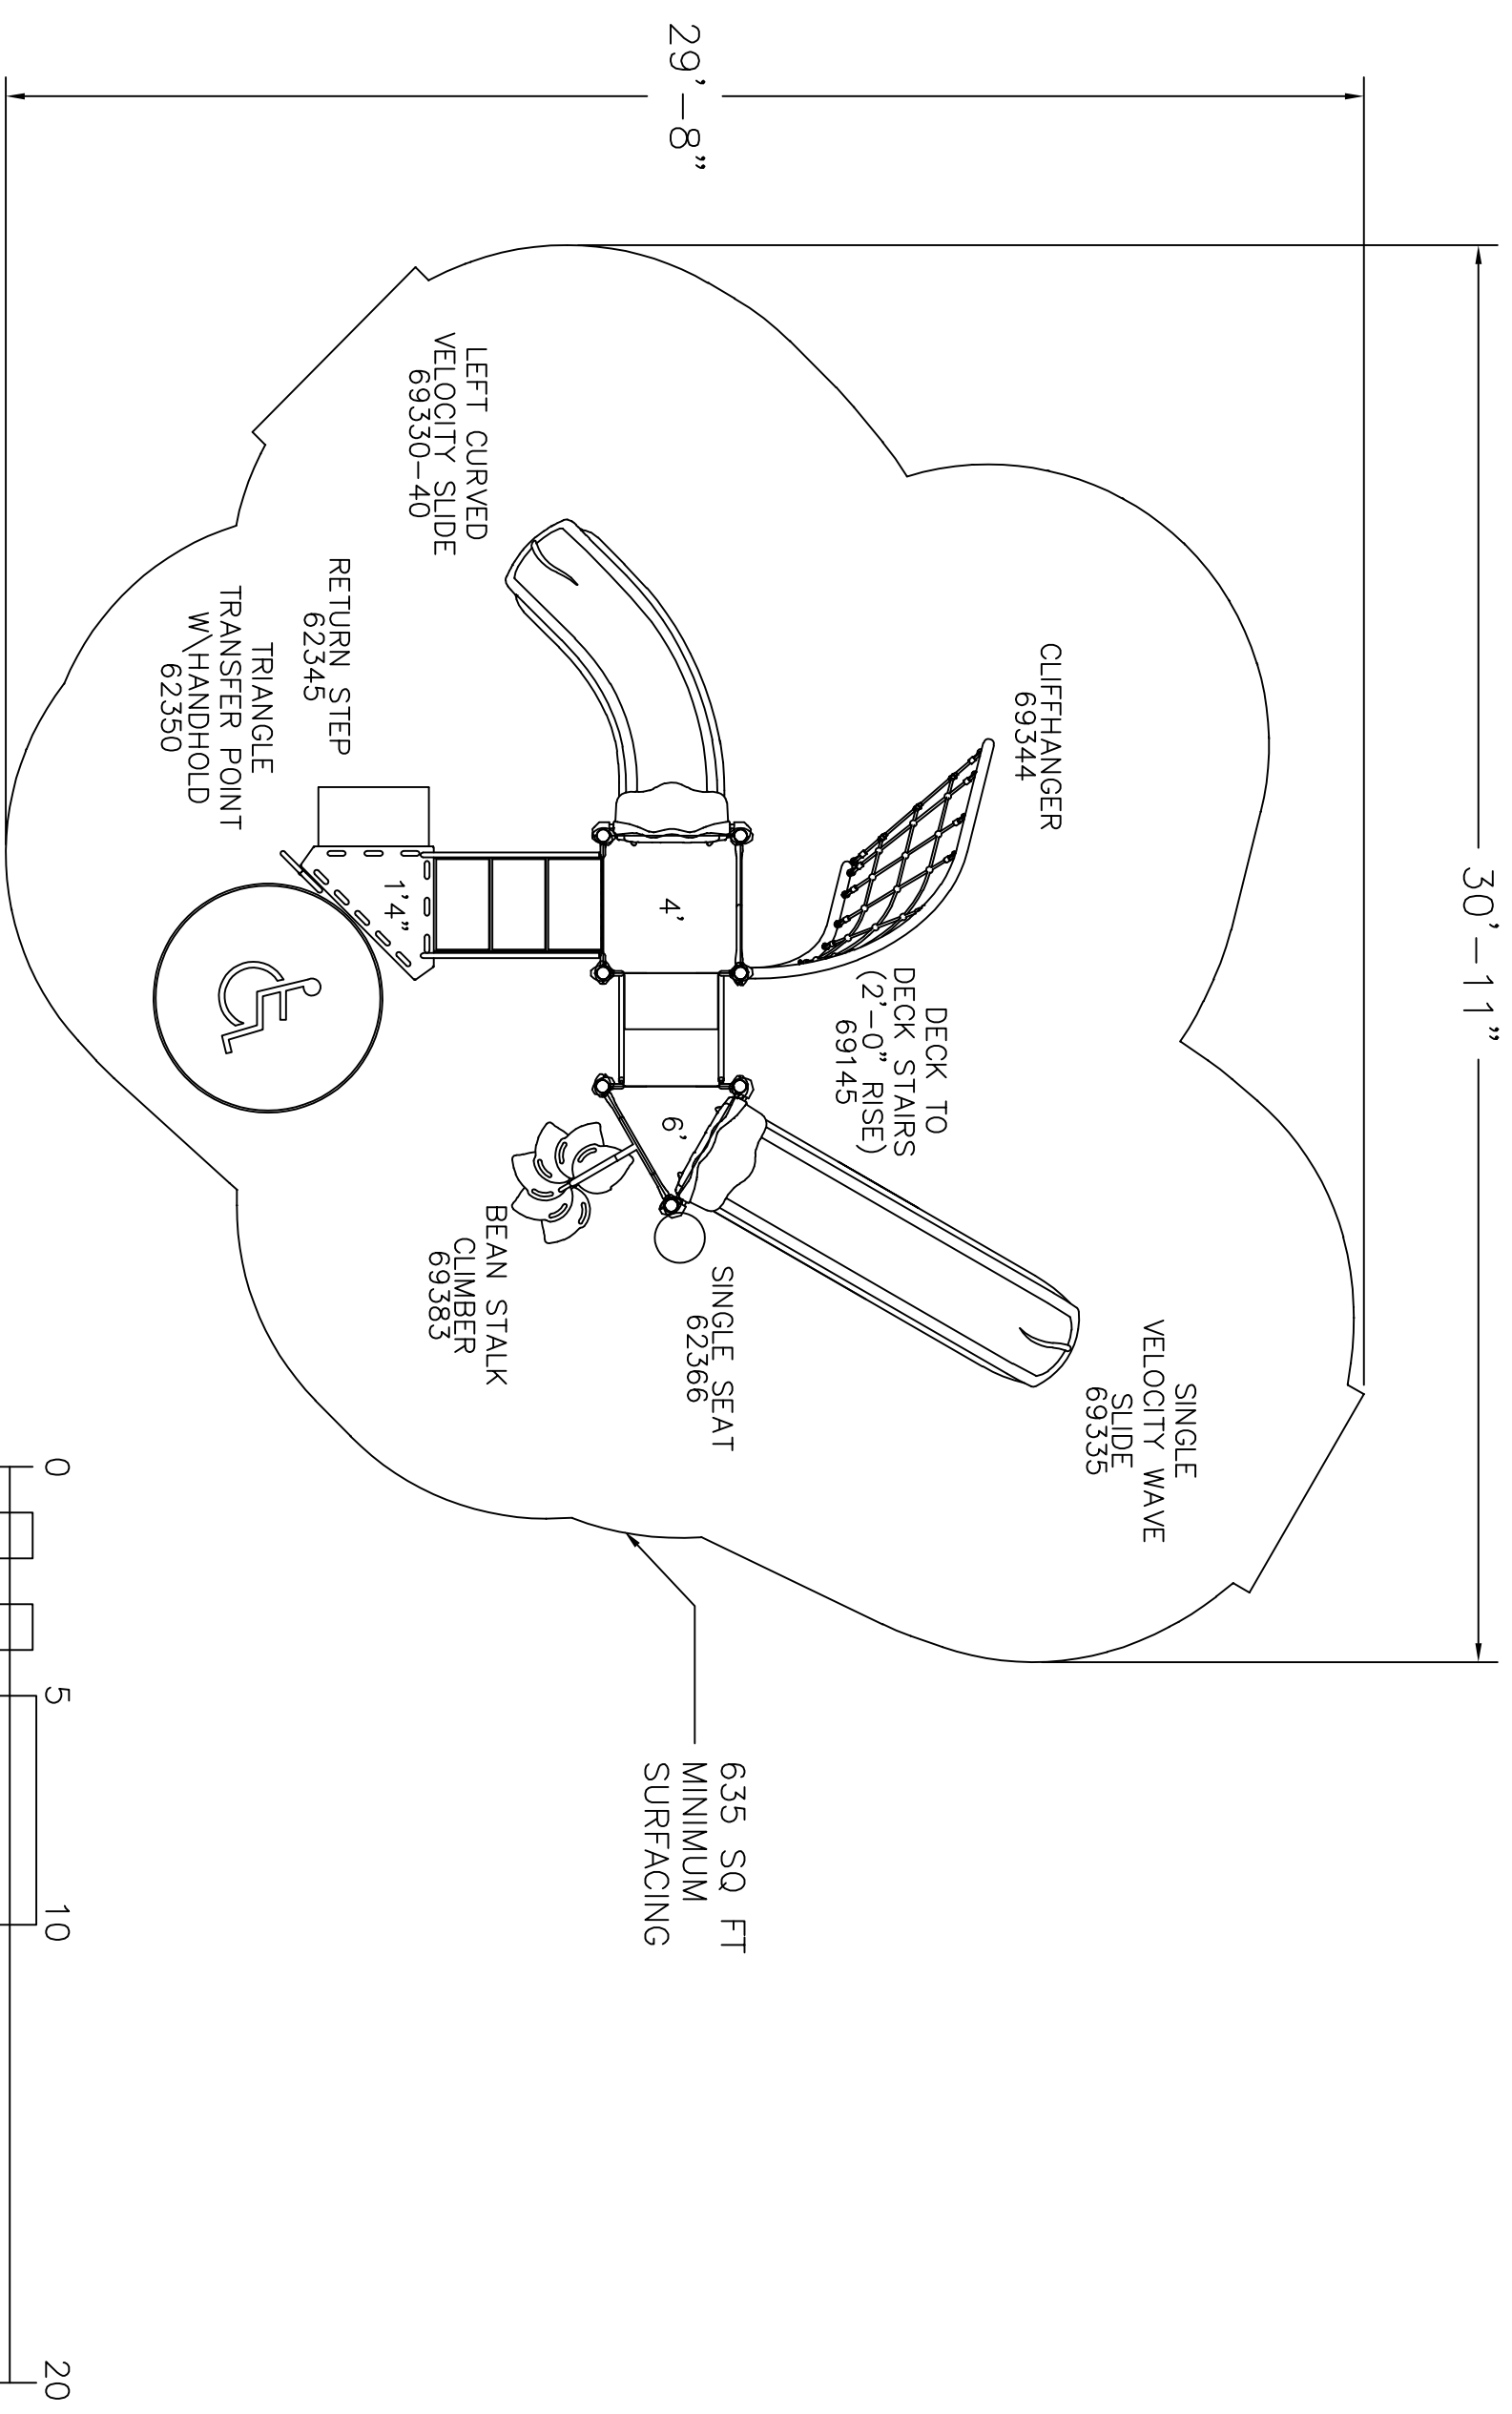 30'-11"
29'-8"
CLIFFHANGER
69344
SINGLE
VELOCITY WAVE
SLIDE
69335
DECK TO
DECK STAIRS
(2'-0" RISE)
69145
SINGLE SEAT
62366
4'
6'
635 SQ FT
MINIMUM
SURFACING
LEFT CURVED
VELOCITY SLIDE
69330-40
BEAN STALK
CLIMBER
69383
1'4"
RETURN STEP
62345
TRIANGLE
TRANSFER POINT
W\HANDHOLD
62350
0 5 10 20